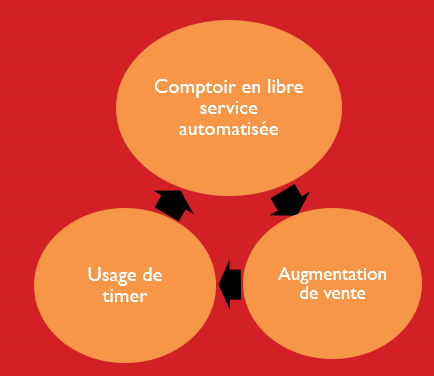 Comptoir en libre
service
automatisée
Usage de
timer
Augmentation
de vente